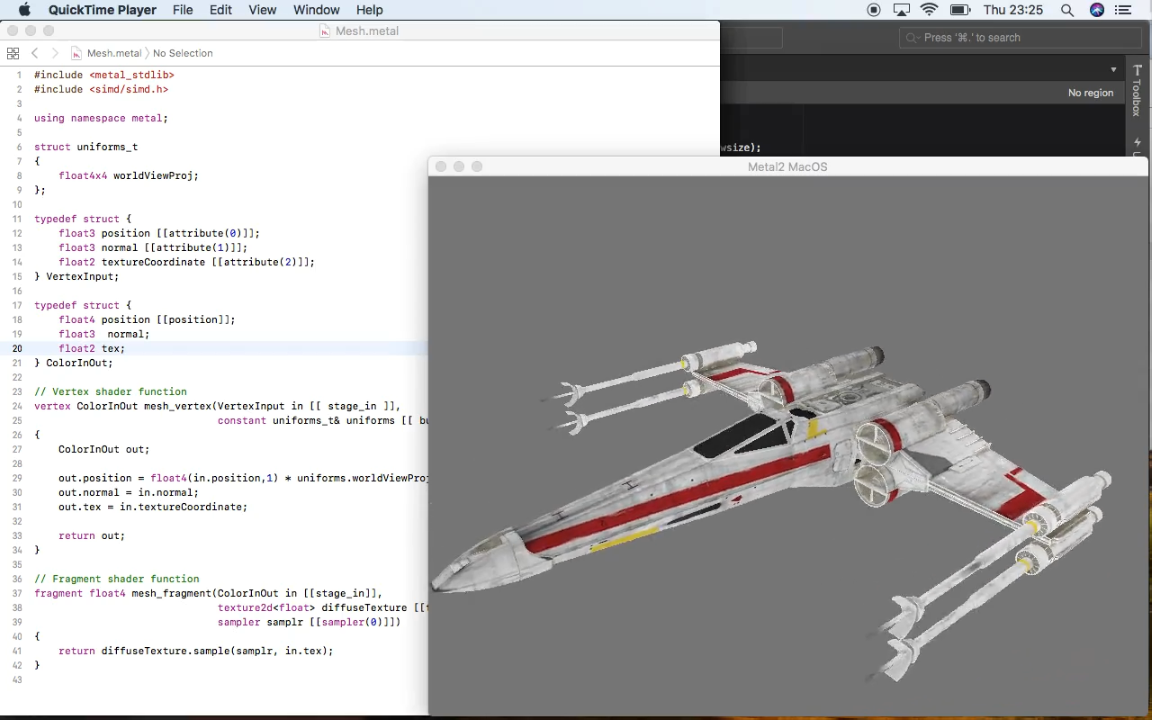 QuickTime Player File Edit View Window Help Thu 23:25
Mesh.metal
Press '⌘.' to search
Mesh.metal No Selection
Toolbox
No region
wsize);
Metal2 MacOS
1 #include <metal_stdlib>
2 #include <simd/simd.h>
3
4 using namespace metal;
5
6 struct uniforms_t
7 {
8 float4x4 worldViewProj;
9 };
10
11 typedef struct {
12 float3 position [[attribute(0)]];
13 float3 normal [[attribute(1)]];
14 float2 textureCoordinate [[attribute(2)]];
15 } VertexInput;
16
17 typedef struct {
18 float4 position [[position]];
19 float3  normal;
20 float2 tex;
21 } ColorInOut;
22
23 // Vertex shader function
24 vertex ColorInOut mesh_vertex(VertexInput in [[ stage_in ]],
25 constant uniforms_t& uniforms [[ bu
26 {
27 ColorInOut out;
28
29 out.position = float4(in.position,1) * uniforms.worldViewProj
30 out.normal = in.normal;
31 out.tex = in.textureCoordinate;
32
33 return out;
34 }
35
36 // Fragment shader function
37 fragment float4 mesh_fragment(ColorInOut in [[stage_in]],
38 texture2d<float> diffuseTexture [[t
39 sampler samplr [[sampler(0)]])
40 {
41 return diffuseTexture.sample(samplr, in.tex);
42 }
43